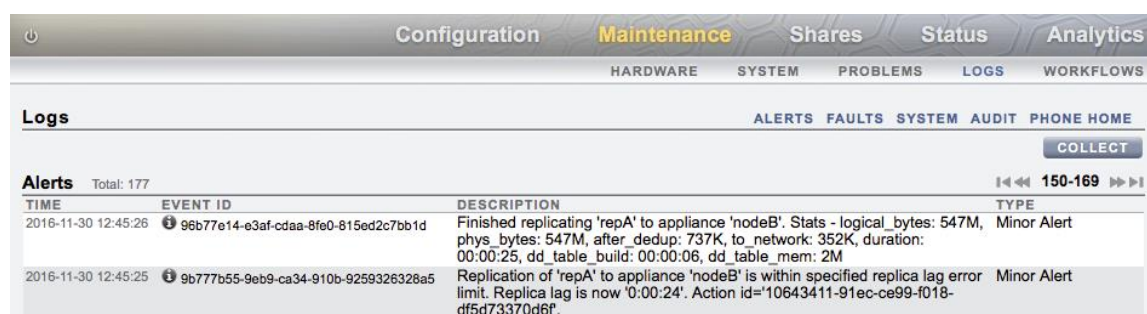 Configuration Maintenance Shares Status Analytics
HARDWARE SYSTEM PROBLEMS LOGS WORKFLOWS
Logs ALERTS FAULTS SYSTEM AUDIT PHONE HOME
COLLECT
Alerts Total: 177 150-169
TIME EVENT ID DESCRIPTION TYPE
2016-11-30 12:45:26 96b77e14-e3af-cdaa-8fe0-815ed2c7bb1d Finished replicating 'repA' to appliance 'nodeB'. Stats - logical_bytes: 547M, Minor Alert
phys_bytes: 547M, after_dedup: 737K, to_network: 352K, duration:
00:00:25, dd_table_build: 00:00:06, dd_table_mem: 2M
2016-11-30 12:45:25 9b777b55-9eb9-ca34-910b-9259326328a5 Replication of 'repA' to appliance 'nodeB' is within specified replica lag error Minor Alert
limit. Replica lag is now '0:00:24'. Action id='10643411-91ec-ce99-f018-
df5d73370d6f'.